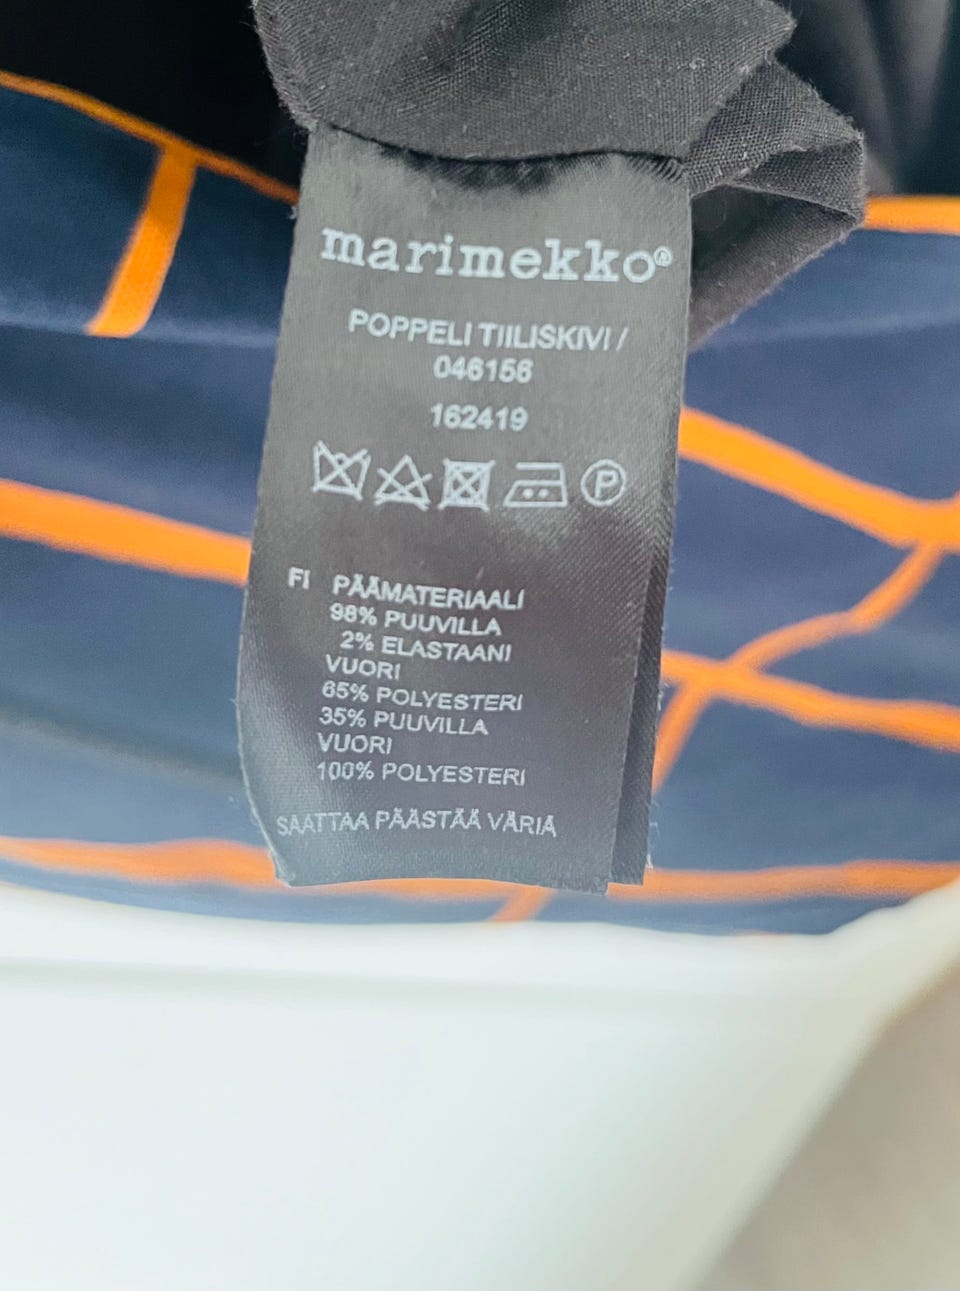 marimekko®
POPPELI TIILISKIVI /
046156
162419
P
FI PÄÄMATERIAALI
98% PUUVILLA
2% ELASTAANI
VUORI
65% POLYESTERI
35% PUUVILLA
VUORI
100% POLYESTERI
SAATTAA PÄÄSTÄÄ VÄRIÄ